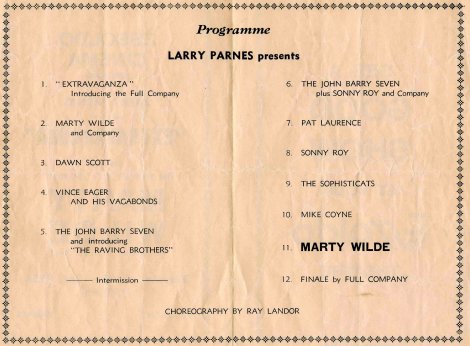 Programme
LARRY PARNES presents
1. "EXTRAVAGANZA"
Introducing the Full Company
2. MARTY WILDE
and Company
3. DAWN SCOTT
4. VINCE EAGER
AND HIS VAGABONDS
5. THE JOHN BARRY SEVEN
and introducing
"THE RAVING BROTHERS"
Intermission
6. THE JOHN BARRY SEVEN
plus SONNY ROY and Company
7. PAT LAURENCE
8. SONNY ROY
9. THE SOPHISTICATS
10. MIKE COYNE
11. MARTY WILDE
12. FINALE by FULL COMPANY
CHOREOGRAPHY BY RAY LANDOR